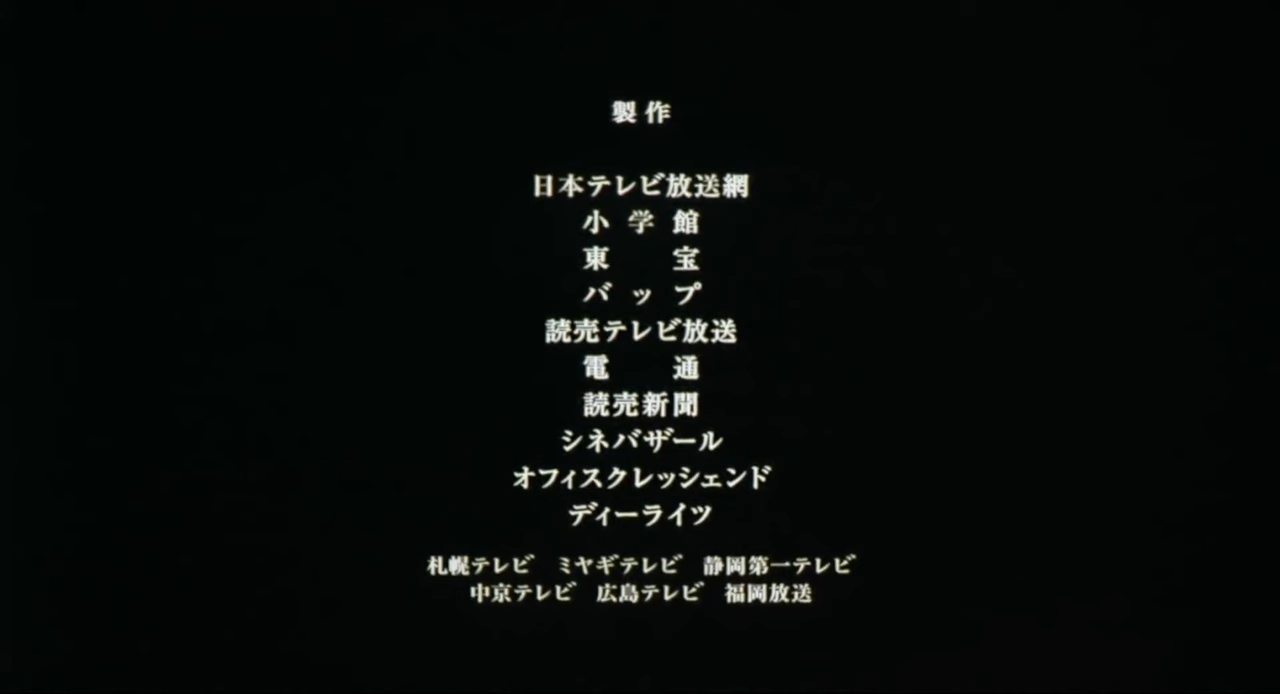 製作
日本テレビ放送網
小学館
東宝
バップ
読売テレビ放送
電通
読売新聞
シネバザール
オフィスクレッシェンド
ディーライツ
札幌テレビ　ミヤギテレビ　静岡第一テレビ
中京テレビ　広島テレビ　福岡放送